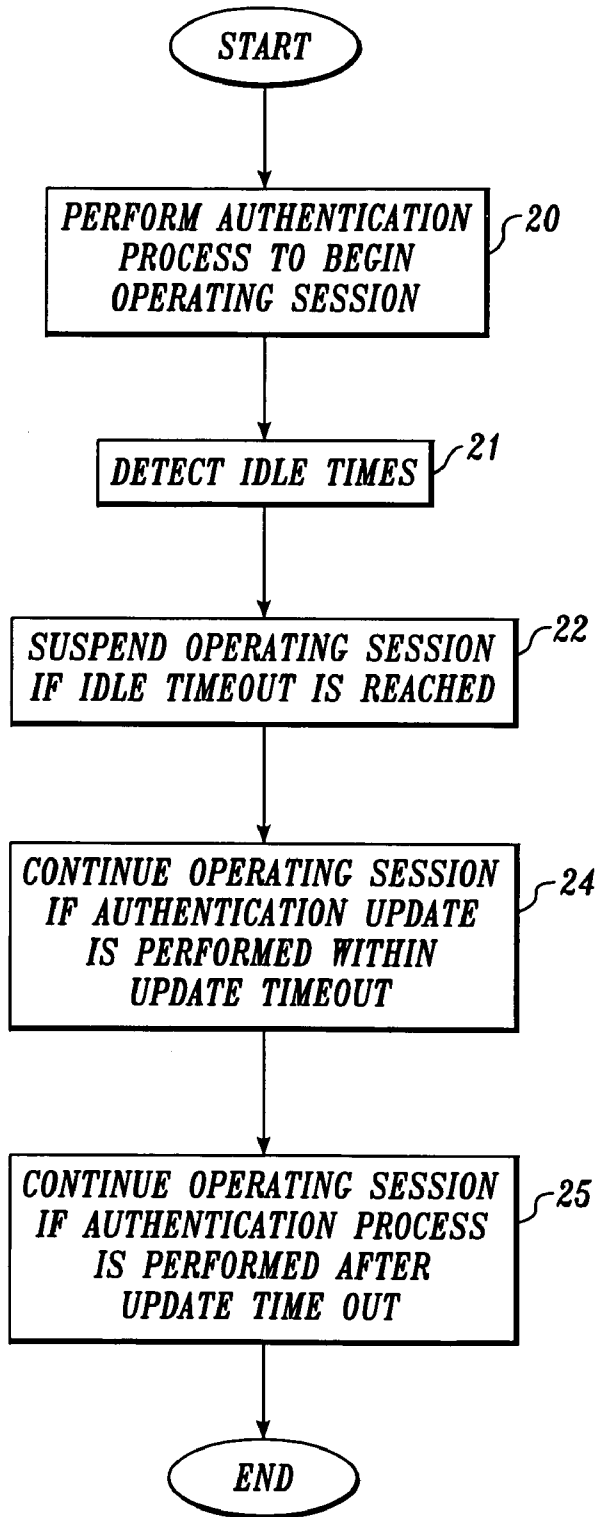 START
PERFORM AUTHENTICATION
PROCESS TO BEGIN
OPERATING SESSION
20
DETECT IDLE TIMES
21
SUSPEND OPERATING SESSION
IF IDLE TIMEOUT IS REACHED
22
CONTINUE OPERATING SESSION
IF AUTHENTICATION UPDATE
IS PERFORMED WITHIN
UPDATE TIMEOUT
24
CONTINUE OPERATING SESSION
IF AUTHENTICATION PROCESS
IS PERFORMED AFTER
UPDATE TIME OUT
25
END